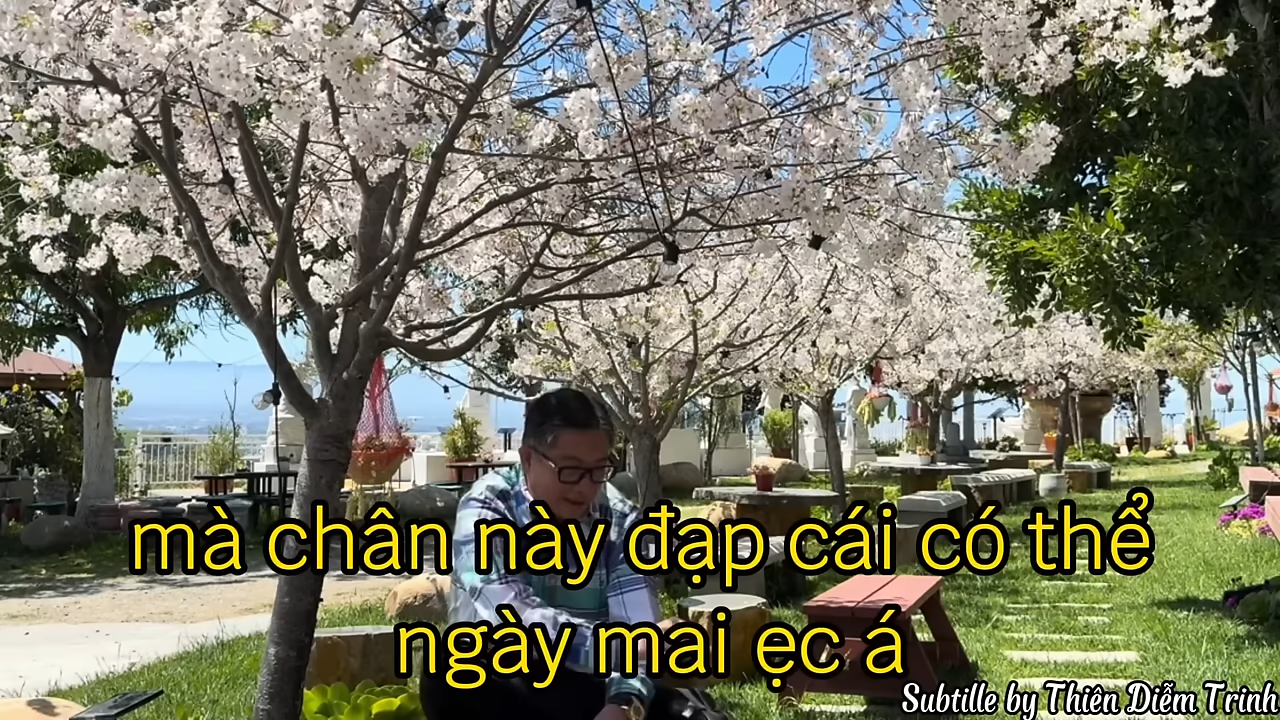 mà chân này đạp cái có thể
ngày mai ẹc á
Subtille by Thiên Diễm Trinh